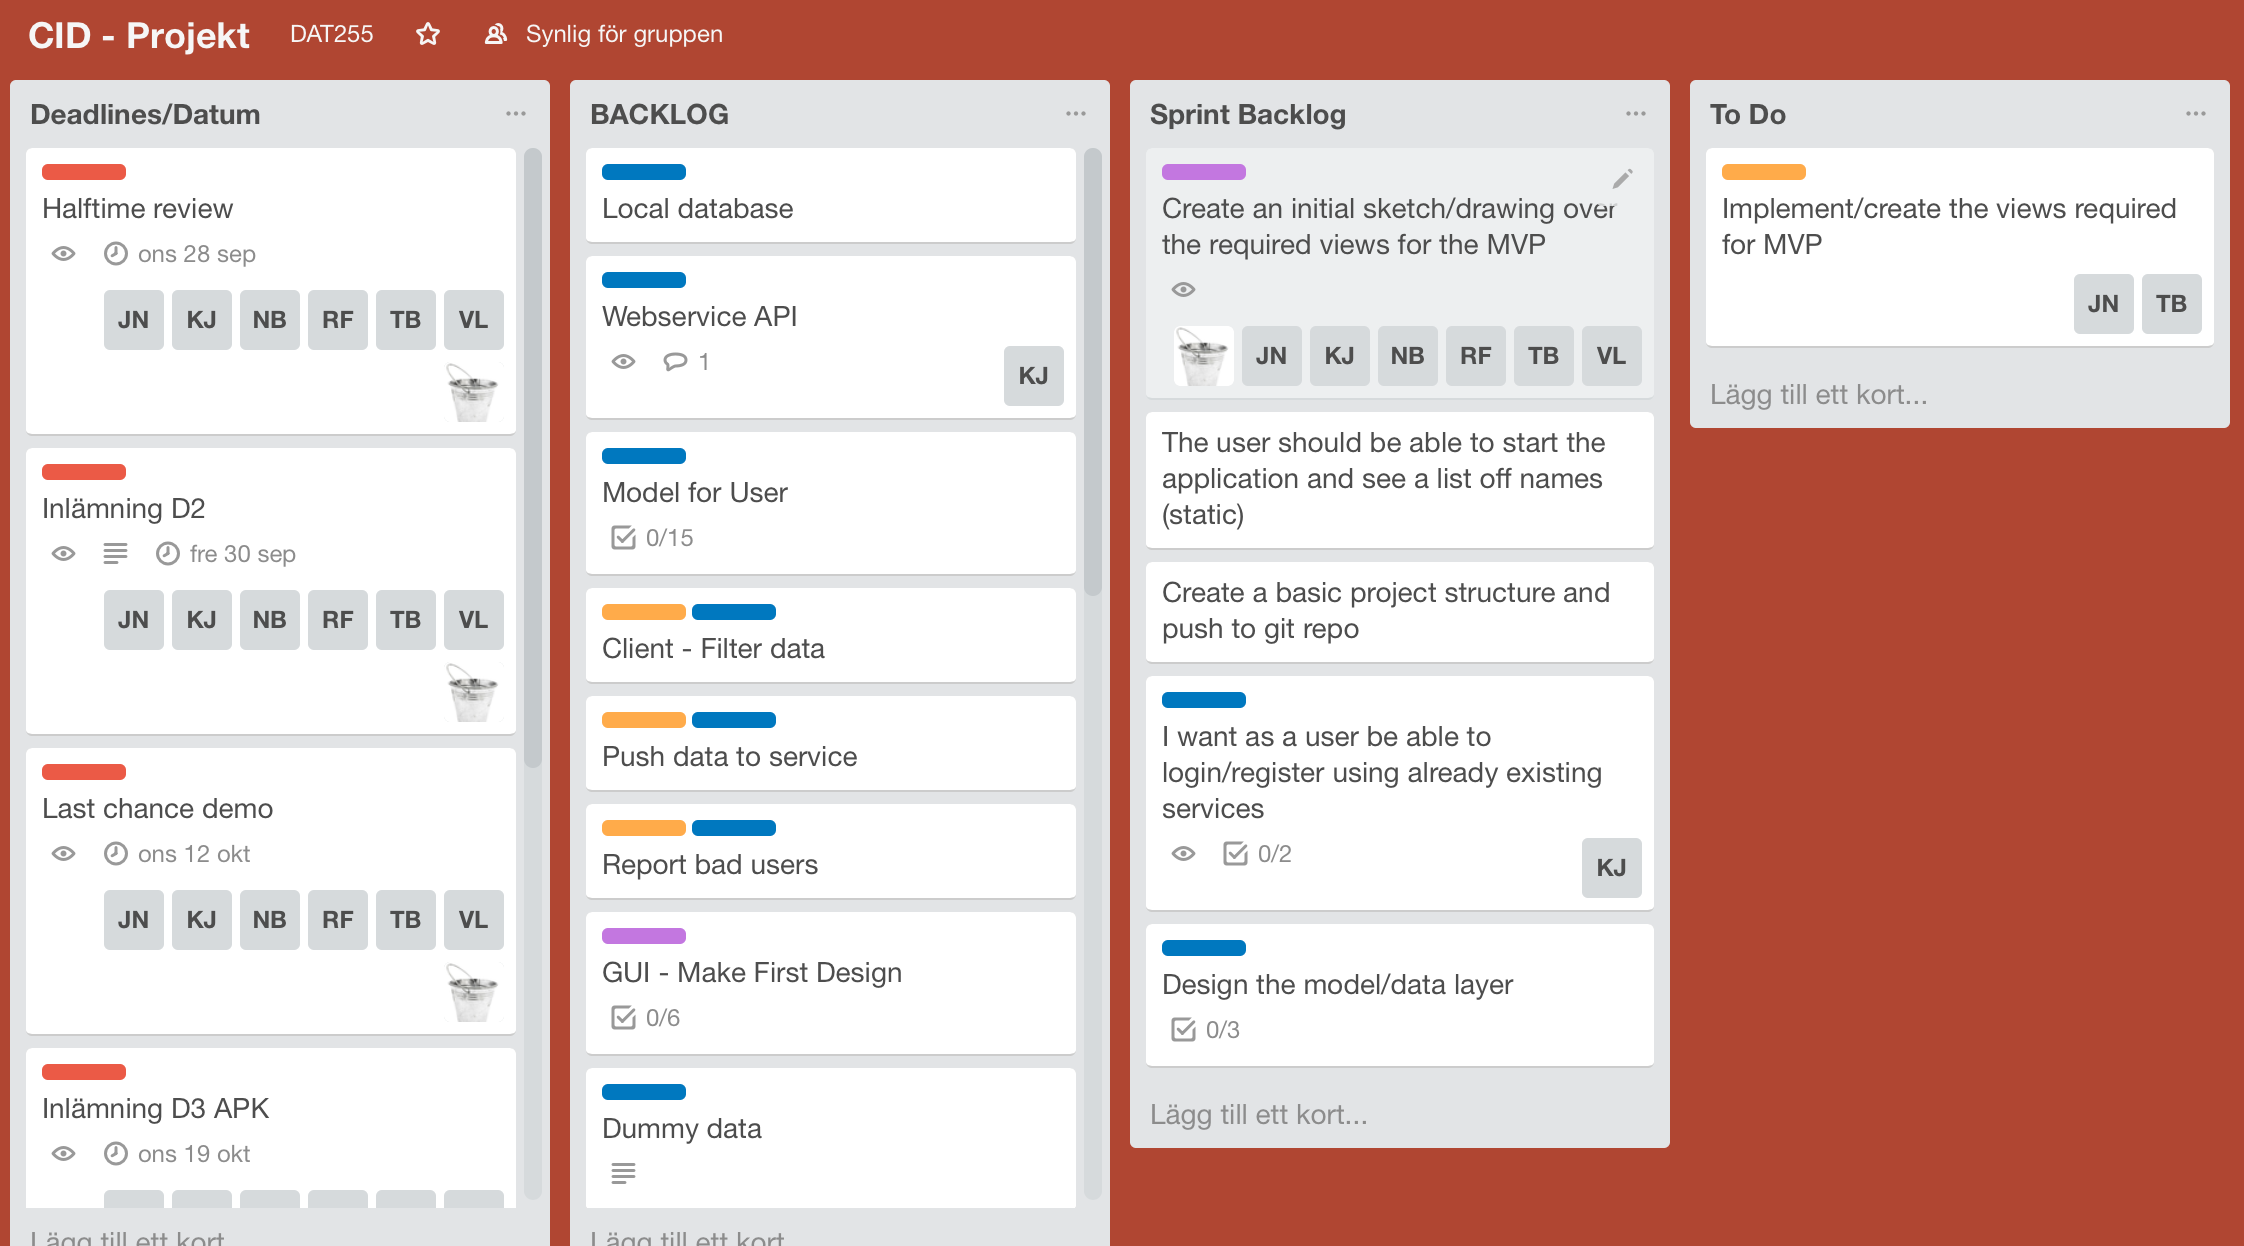 CID - Projekt DAT255 Synlig för gruppen
Deadlines/Datum
Halftime review
ons 28 sep
JN KJ NB RF TB VL
Inlämning D2
fre 30 sep
JN KJ NB RF TB VL
Last chance demo
ons 12 okt
JN KJ NB RF TB VL
Inlämning D3 APK
ons 19 okt
Lägg till ett kort
BACKLOG
Local database
Webservice API
1
KJ
Model for User
0/15
Client - Filter data
Push data to service
Report bad users
GUI - Make First Design
0/6
Dummy data
Lägg till ett kort
Sprint Backlog
Create an initial sketch/drawing over
the required views for the MVP
JN KJ NB RF TB VL
The user should be able to start the
application and see a list off names
(static)
Create a basic project structure and
push to git repo
I want as a user be able to
login/register using already existing
services
0/2
KJ
Design the model/data layer
0/3
Lägg till ett kort...
To Do
Implement/create the views required
for MVP
JN TB
Lägg till ett kort...